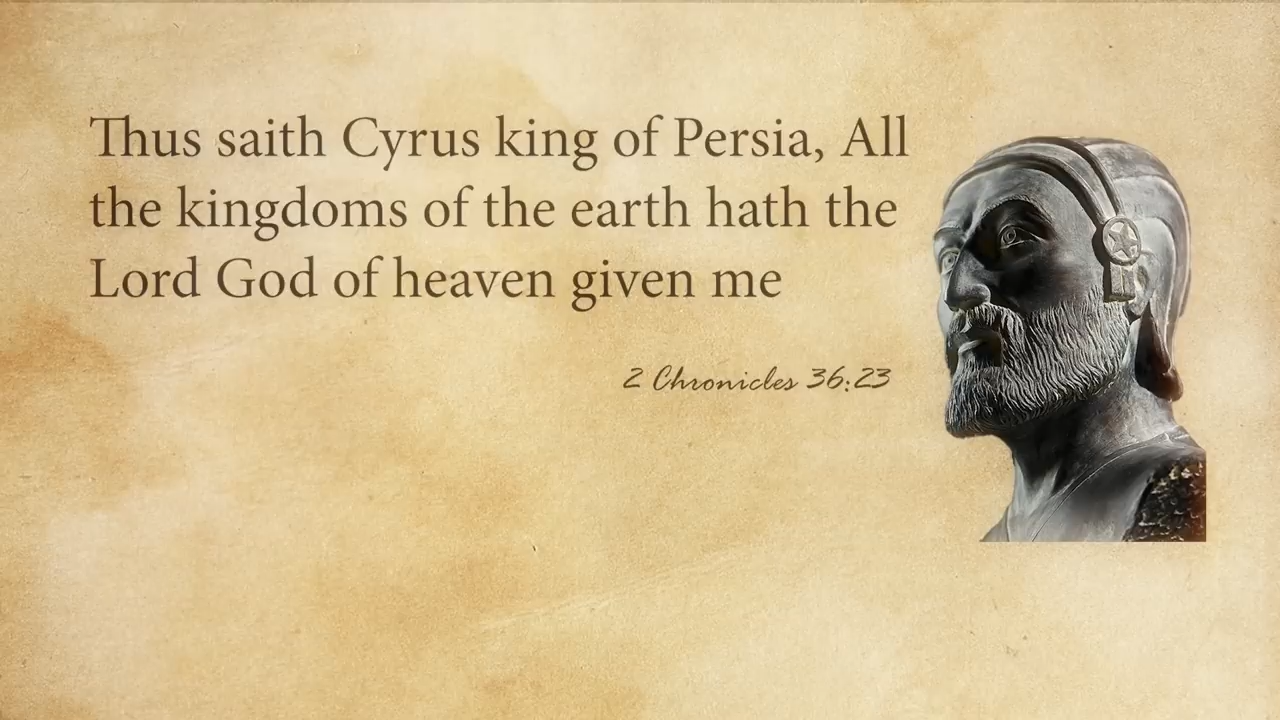 Thus saith Cyrus king of Persia, All
the kingdoms of the earth hath the
Lord God of heaven given me
2 Chronicles 36:23